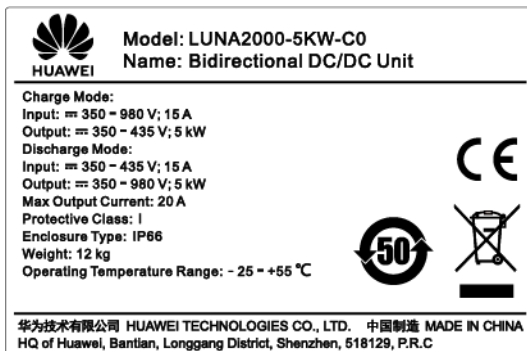 HUAWEI
Model: LUNA2000-5KW-C0
Name: Bidirectional DC/DC Unit
Charge Mode:
Input: ⎓ 350 - 980 V; 15 A
Output: ⎓ 350 - 435 V; 5 kW
Discharge Mode:
Input: ⎓ 350 - 435 V; 15 A
Output: ⎓ 350 - 980 V; 5 kW
Max Output Current: 20 A
Protective Class: I
Enclosure Type: IP66
Weight: 12 kg
Operating Temperature Range: - 25 - +55 ℃
CE
50
华为技术有限公司 HUAWEI TECHNOLOGIES CO., LTD. 中国制造 MADE IN CHINA
HQ of Huawei, Bantian, Longgang District, Shenzhen, 518129, P.R.C